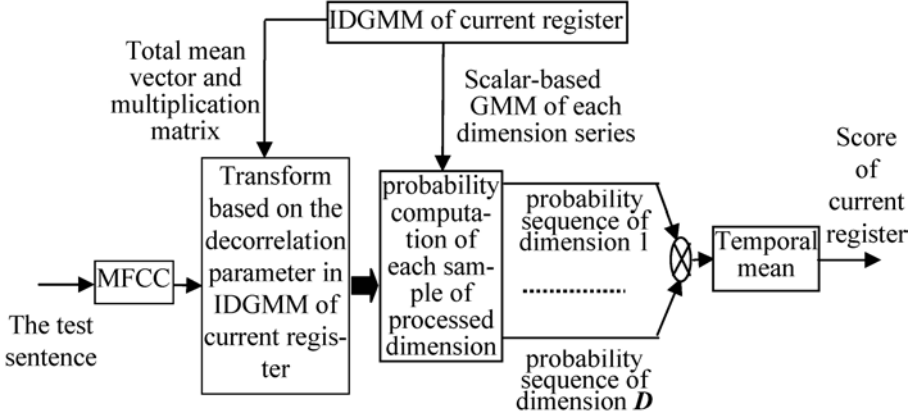 IDGMM of current register
Total mean
vector and
multiplication
matrix
Scalar-based
GMM of each
dimension series
The test
sentence
MFCC
Transform
based on the
decorrelation
parameter in
IDGMM of
current regis-
ter
probability
computa-
tion of
each sam-
ple of
processed
dimension
probability
sequence of
dimension 1
probability
sequence of
dimension D
Temporal
mean
Score
of
current
register